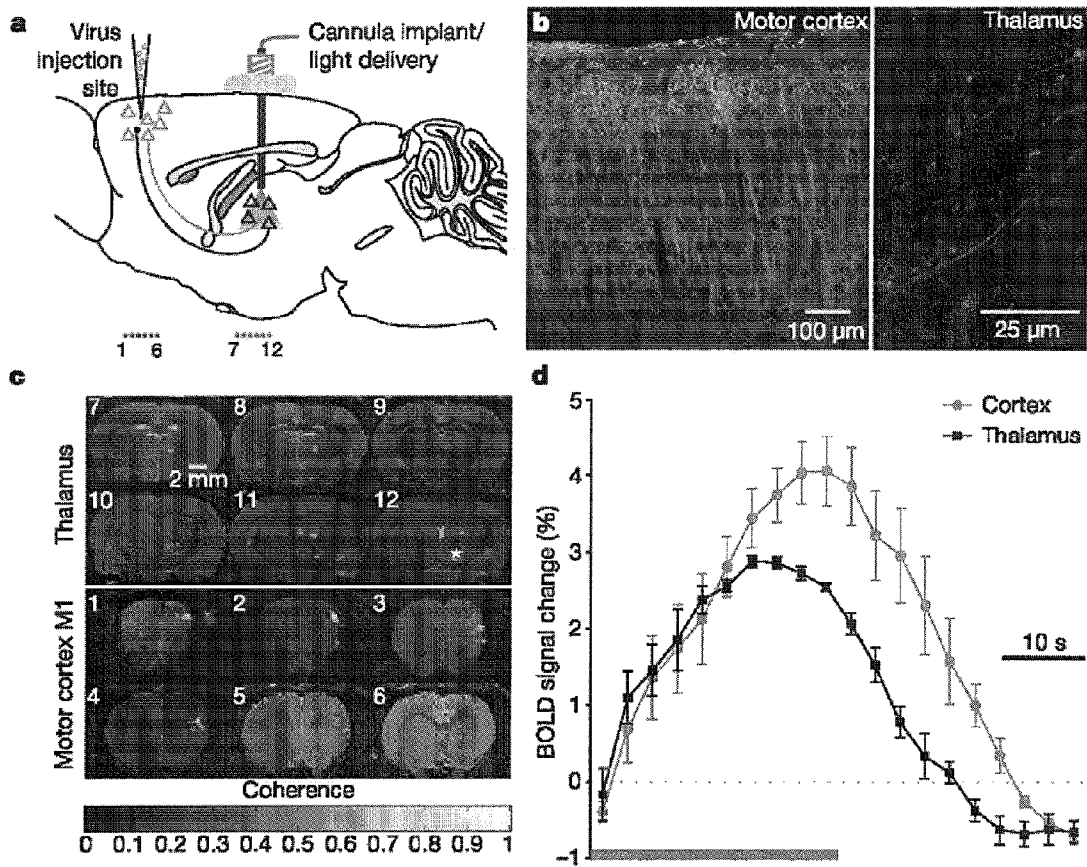 a
Virus
injection
site
Cannula implant/
light delivery
1 6 7 12
b
Motor cortex
Thalamus
100 µm
25 µm
c
Thalamus
7 8 9
2 mm
10 11 12
Motor cortex M1
1 2 3
4 5 6
Coherence
0 0.1 0.2 0.3 0.4 0.5 0.6 0.7 0.8 0.9 1
d
BOLD signal change (%)
5
4
3
2
1
0
−1
Cortex
Thalamus
10 s